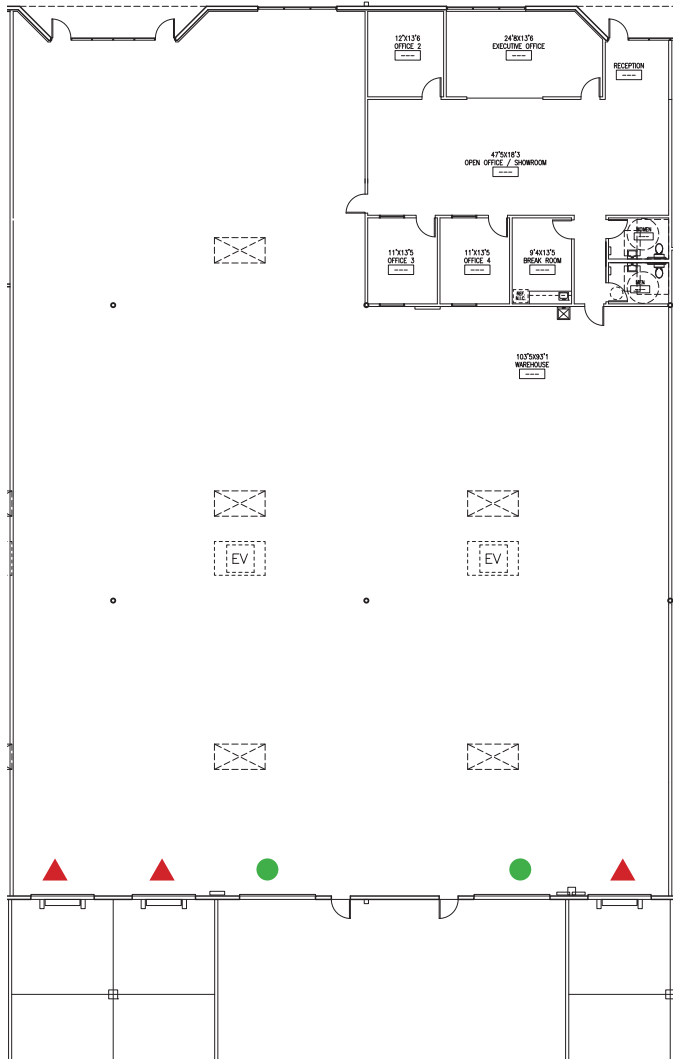 12'X13'6
OFFICE 2
24'8X13'6
EXECUTIVE OFFICE
RECEPTION
47'5X18'3
OPEN OFFICE / SHOWROOM
11'X13'5
OFFICE 3
11'X13'5
OFFICE 4
9'4X13'5
BREAK ROOM
WOMEN
MEN
REF.
N.I.C.
103'5X93'1
WAREHOUSE
EV
EV